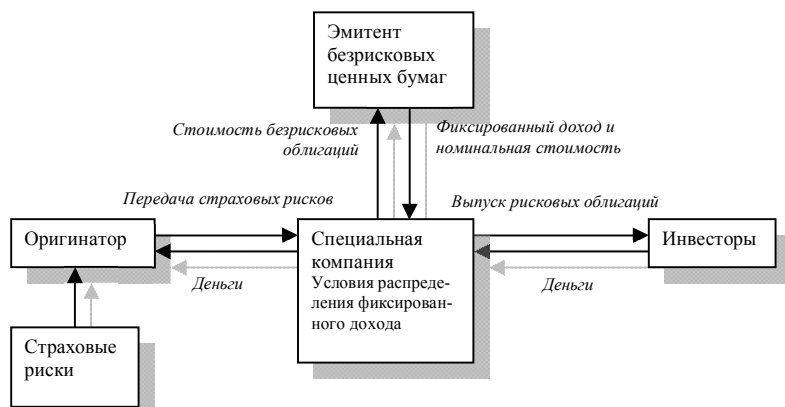 Эмитент
безрисковых
ценных бумаг
Стоимость безрисковых
облигаций
Фиксированный доход и
номинальная стоимость
Передача страховых рисков
Выпуск рисковых облигаций
Оригинатор
Специальная
компания
Условия распреде-
ления фиксирован-
ного дохода
Инвесторы
Деньги
Деньги
Страховые
риски